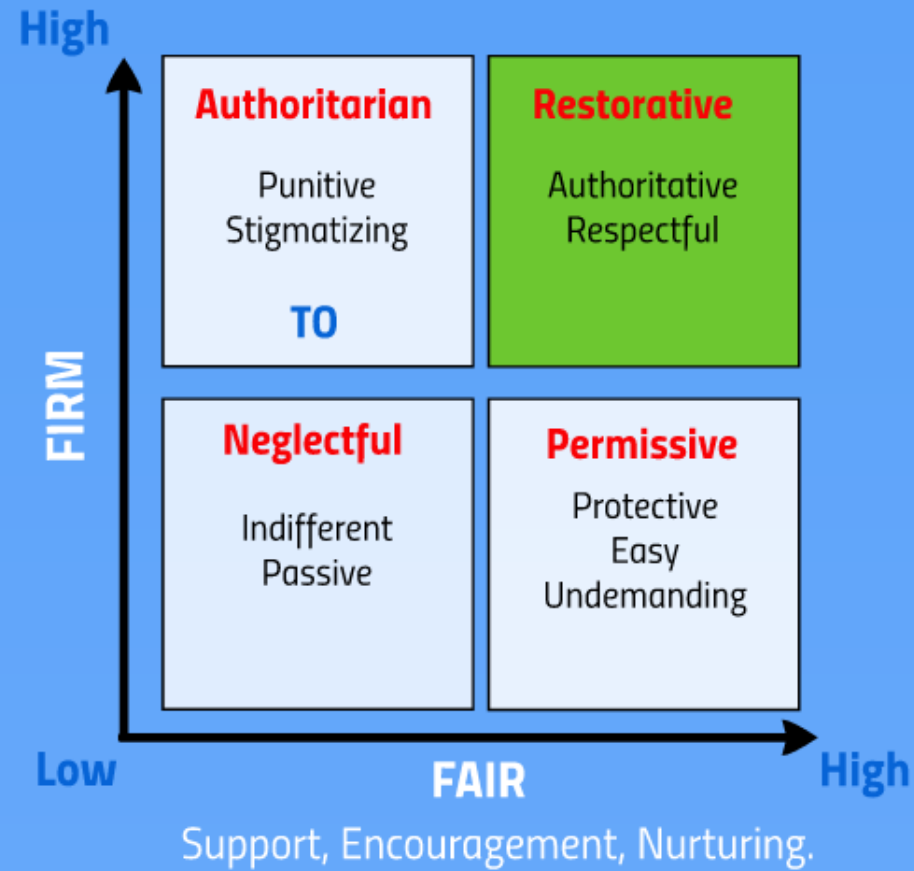 High
Authoritarian
Punitive
Stigmatizing
TO
Restorative
Authoritative
Respectful
FIRM
Neglectful
Indifferent
Passive
Permissive
Protective
Easy
Undemanding
Low
FAIR
High
Support, Encouragement, Nurturing.